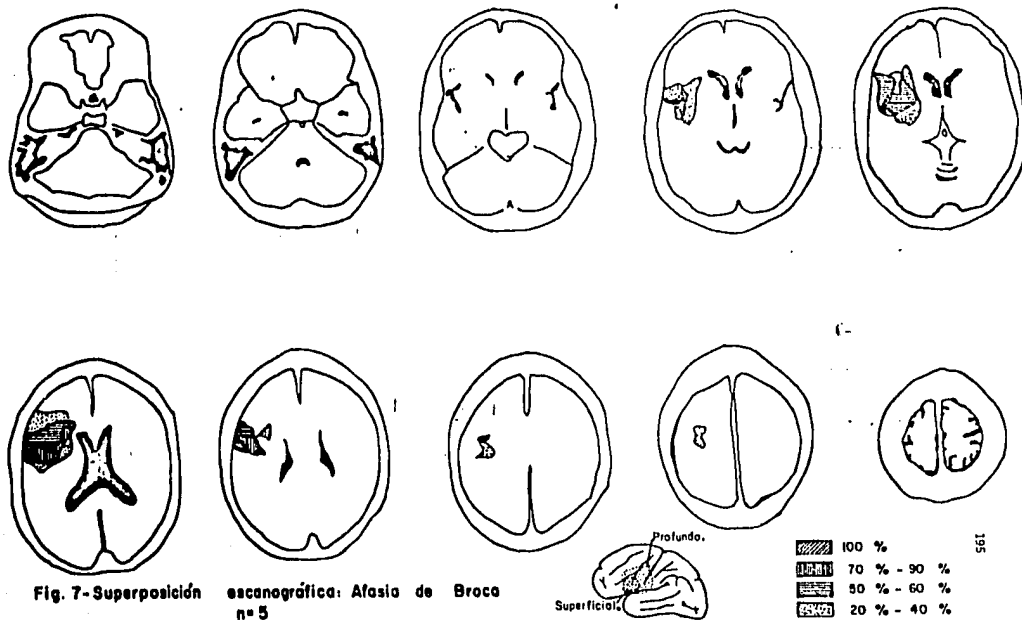 A
Profundo.
Superficial.
100 %
70 % - 90 %
50 % - 60 %
20 % - 40 %
195
Fig. 7-Superposición escanográfica: Afasia de Broca
n=5